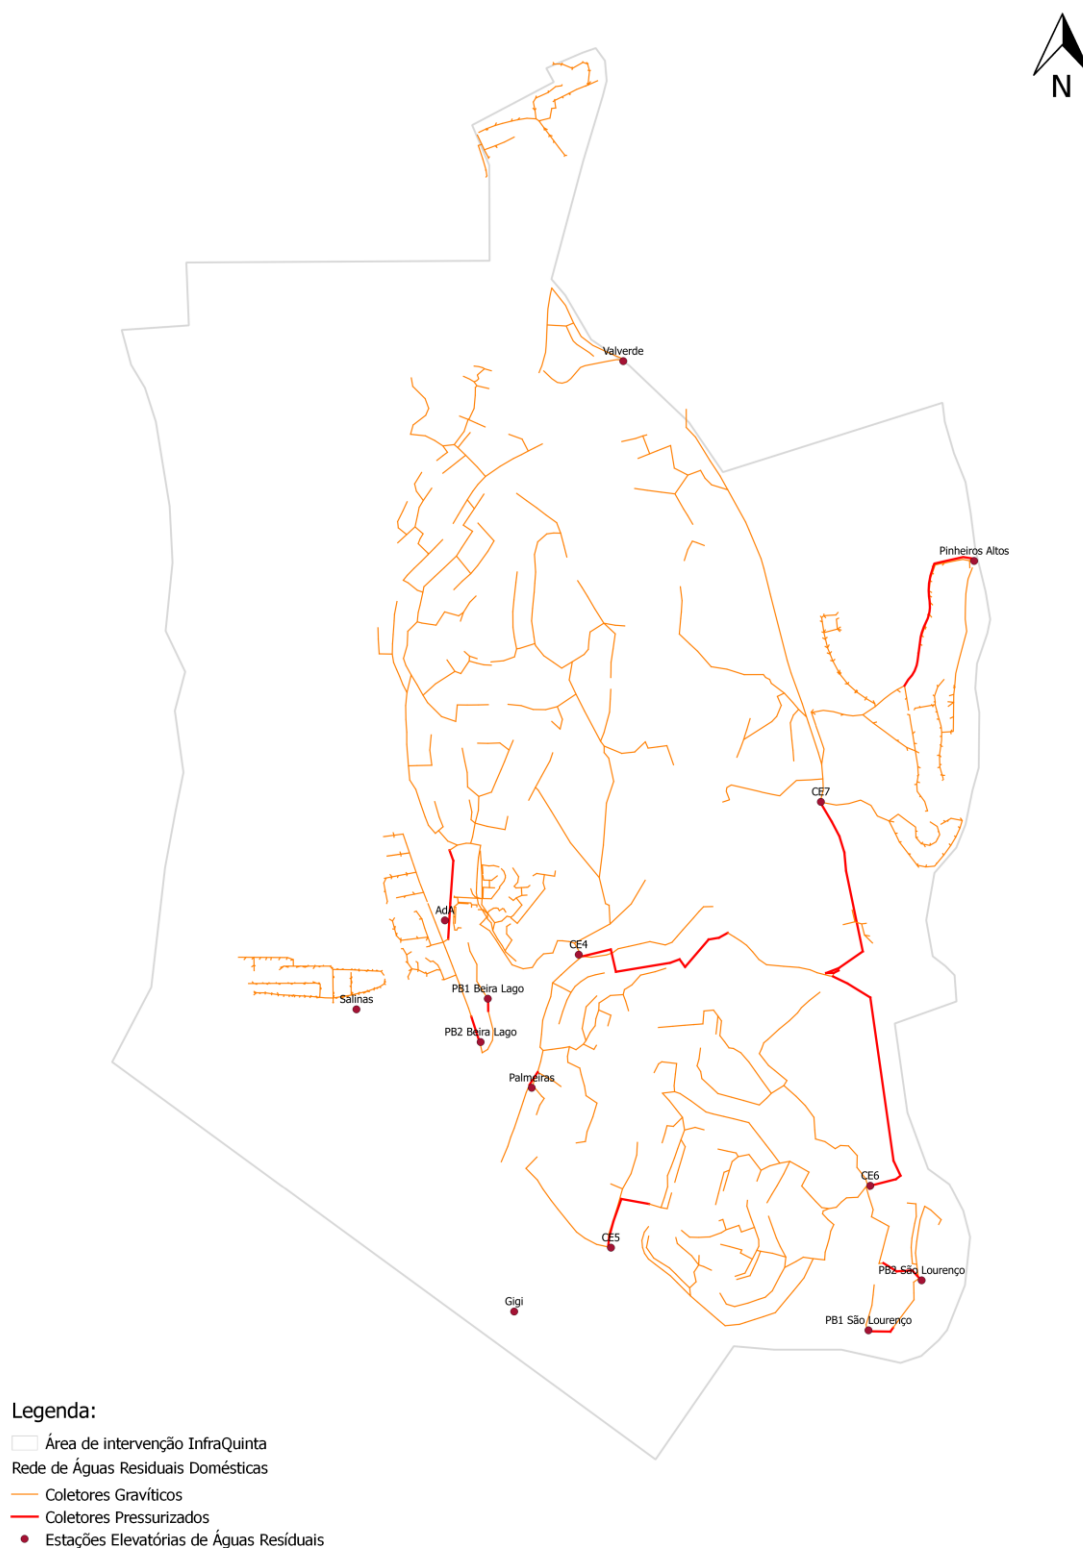 N
Valverde
Pinheiros Altos
CE7
AdA
CE4
PB1 Beira Lago
Salinas
PB2 Beira Lago
Palmeiras
CE6
CE5
PB2 São Lourenço
Gigi
PB1 São Lourenço
Legenda:
Área de intervenção InfraQuinta
Rede de Águas Residuais Domésticas
Coletores Gravíticos
Coletores Pressurizados
Estações Elevatórias de Águas Resíduais